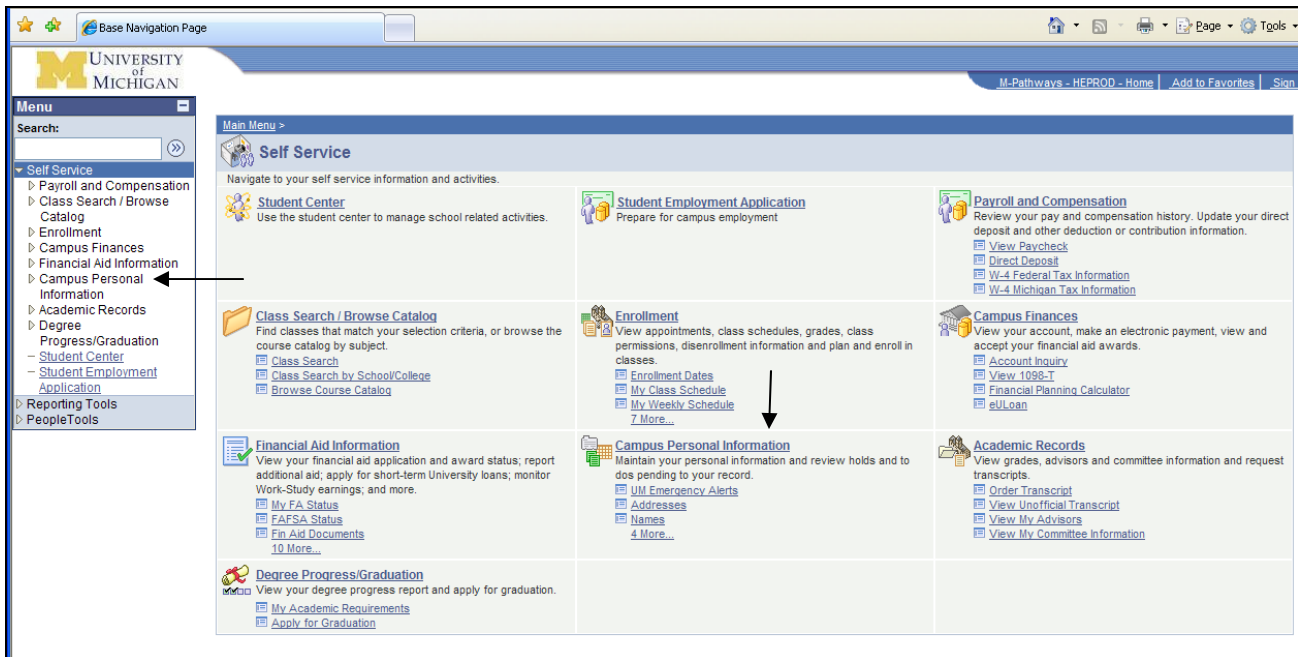 Base Navigation Page
Page
Tools
UNIVERSITY
of
MICHIGAN
M-Pathways - HEPROD - Home
Add to Favorites
Sign
Menu
Search:
Self Service
Payroll and Compensation
Class Search / Browse
Catalog
Enrollment
Campus Finances
Financial Aid Information
Campus Personal
Information
Academic Records
Degree
Progress/Graduation
Student Center
Student Employment
Application
Reporting Tools
PeopleTools
Main Menu >
Self Service
Navigate to your self service information and activities.
Student Center
Use the student center to manage school related activities.
Student Employment Application
Prepare for campus employment
Payroll and Compensation
Review your pay and compensation history. Update your direct
deposit and other deduction or contribution information.
View Paycheck
Direct Deposit
W-4 Federal Tax Information
W-4 Michigan Tax Information
Class Search / Browse Catalog
Find classes that match your selection criteria, or browse the
course catalog by subject.
Class Search
Class Search by School/College
Browse Course Catalog
Enrollment
View appointments, class schedules, grades, class
permissions, disenrollment information and plan and enroll in
classes.
Enrollment Dates
My Class Schedule
My Weekly Schedule
7 More...
Campus Finances
View your account, make an electronic payment, view and
accept your financial aid awards.
Account Inquiry
View 1098-T
Financial Planning Calculator
eULoan
Financial Aid Information
View your financial aid application and award status; report
additional aid; apply for short-term University loans; monitor
Work-Study earnings; and more.
My FA Status
FAFSA Status
Fin Aid Documents
10 More...
Campus Personal Information
Maintain your personal information and review holds and to
dos pending to your record.
UM Emergency Alerts
Addresses
Names
4 More...
Academic Records
View grades, advisors and committee information and request
transcripts.
Order Transcript
View Unofficial Transcript
View My Advisors
View My Committee Information
Degree Progress/Graduation
View your degree progress report and apply for graduation.
My Academic Requirements
Apply for Graduation